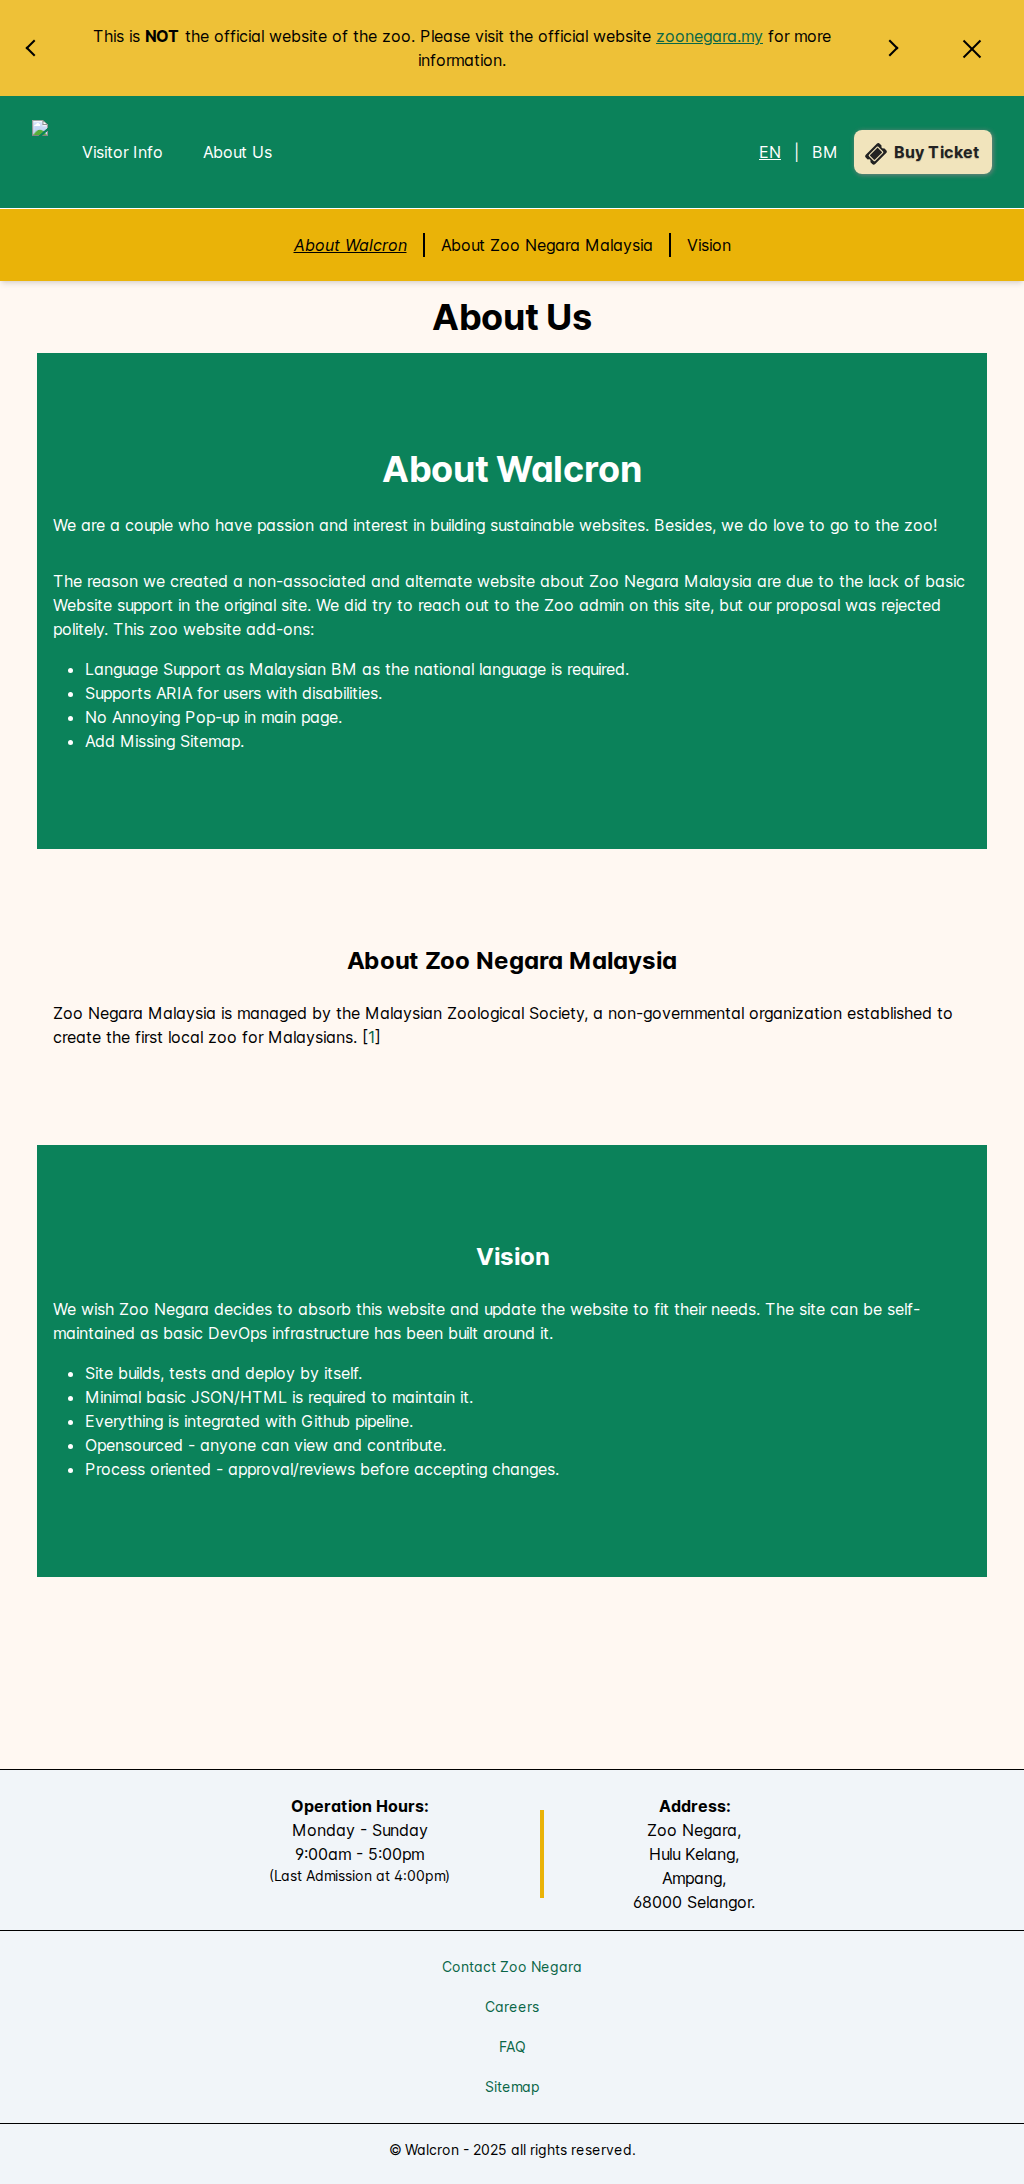 This is NOT the official website of the zoo. Please visit the official website zoonegara.my for more
information.
Visitor Info
About Us
EN | BM
Buy Ticket
About Walcron
About Zoo Negara Malaysia
Vision
About Us
About Walcron
We are a couple who have passion and interest in building sustainable websites. Besides, we do love to go to the zoo!
The reason we created a non-associated and alternate website about Zoo Negara Malaysia are due to the lack of basic
Website support in the original site. We did try to reach out to the Zoo admin on this site, but our proposal was rejected
politely. This zoo website add-ons:
• Language Support as Malaysian BM as the national language is required.
• Supports ARIA for users with disabilities.
• No Annoying Pop-up in main page.
• Add Missing Sitemap.
About Zoo Negara Malaysia
Zoo Negara Malaysia is managed by the Malaysian Zoological Society, a non-governmental organization established to
create the first local zoo for Malaysians. [1]
Vision
We wish Zoo Negara decides to absorb this website and update the website to fit their needs. The site can be self-
maintained as basic DevOps infrastructure has been built around it.
• Site builds, tests and deploy by itself.
• Minimal basic JSON/HTML is required to maintain it.
• Everything is integrated with Github pipeline.
• Opensourced - anyone can view and contribute.
• Process oriented - approval/reviews before accepting changes.
Operation Hours:
Monday - Sunday
9:00am - 5:00pm
(Last Admission at 4:00pm)
Address:
Zoo Negara,
Hulu Kelang,
Ampang,
68000 Selangor.
Contact Zoo Negara
Careers
FAQ
Sitemap
© Walcron - 2025 all rights reserved.